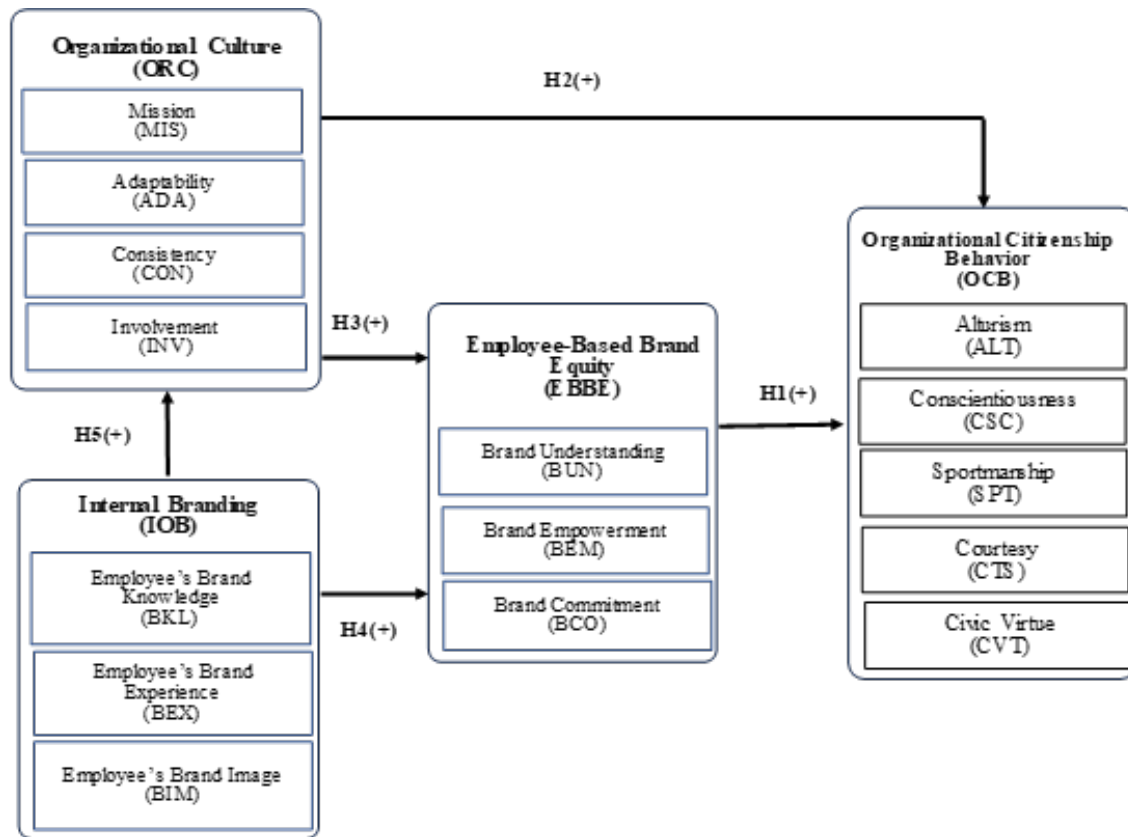 Organizational Culture
(ORC)
Mission
(MIS)
Adaptability
(ADA)
Consistency
(CON)
Involvement
(INV)
H2(+)
H3(+)
H5(+)
Internal Branding
(IOB)
Employee's Brand
Knowledge
(BKL)
Employee's Brand
Experience
(BEX)
Employee's Brand Image
(BIM)
H4(+)
Employee-Based Brand
Equity
(EBBE)
Brand Understanding
(BUN)
Brand Empowerment
(BEM)
Brand Commitment
(BCO)
H1(+)
Organizational Citizenship
Behavior
(OCB)
Alturism
(ALT)
Conscientiousness
(CSC)
Sportmanship
(SPT)
Courtesy
(CTS)
Civic Virtue
(CVT)